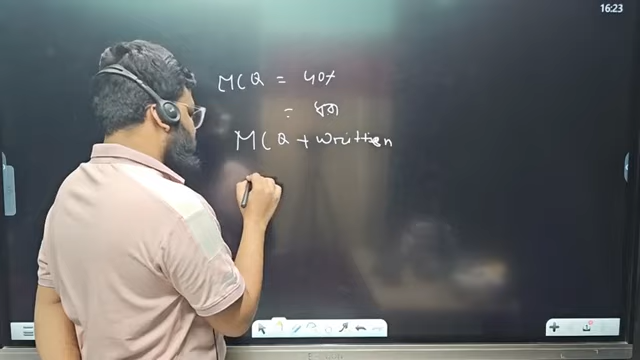 16:23
MCQ = 40%
=
MCQ + written